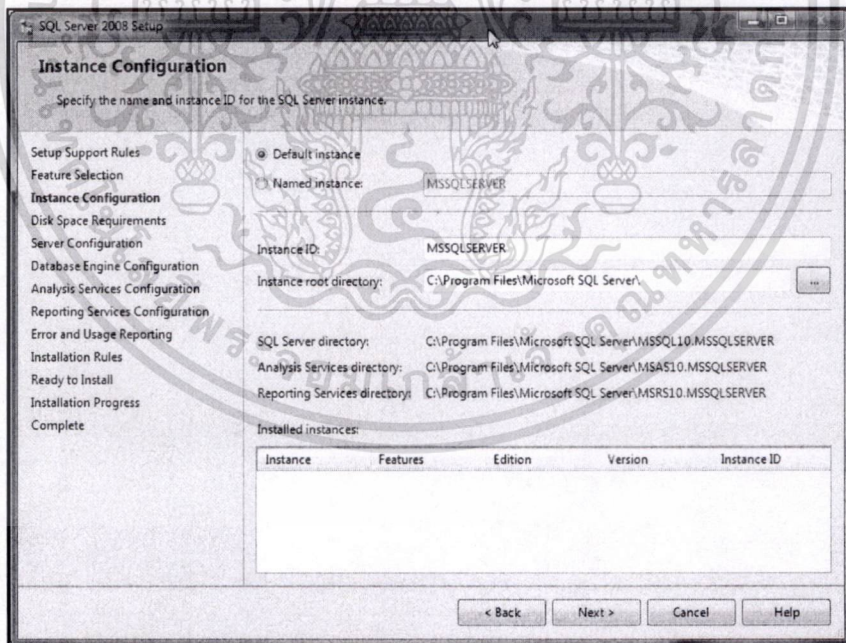 SQL Server 2008 Setup
Instance Configuration
Specify the name and instance ID for the SQL Server instance.
Setup Support Rules
Feature Selection
Instance Configuration
Disk Space Requirements
Server Configuration
Database Engine Configuration
Analysis Services Configuration
Reporting Services Configuration
Error and Usage Reporting
Installation Rules
Ready to Install
Installation Progress
Complete
Default instance
Named instance: MSSQLSERVER
Instance ID: MSSQLSERVER
Instance root directory: C:\Program Files\Microsoft SQL Server\ ...
SQL Server directory: C:\Program Files\Microsoft SQL Server\MSSQL10.MSSQLSERVER
Analysis Services directory: C:\Program Files\Microsoft SQL Server\MSAS10.MSSQLSERVER
Reporting Services directory: C:\Program Files\Microsoft SQL Server\MSRS10.MSSQLSERVER
Installed instances:
Instance Features Edition Version Instance ID
< Back Next > Cancel Help